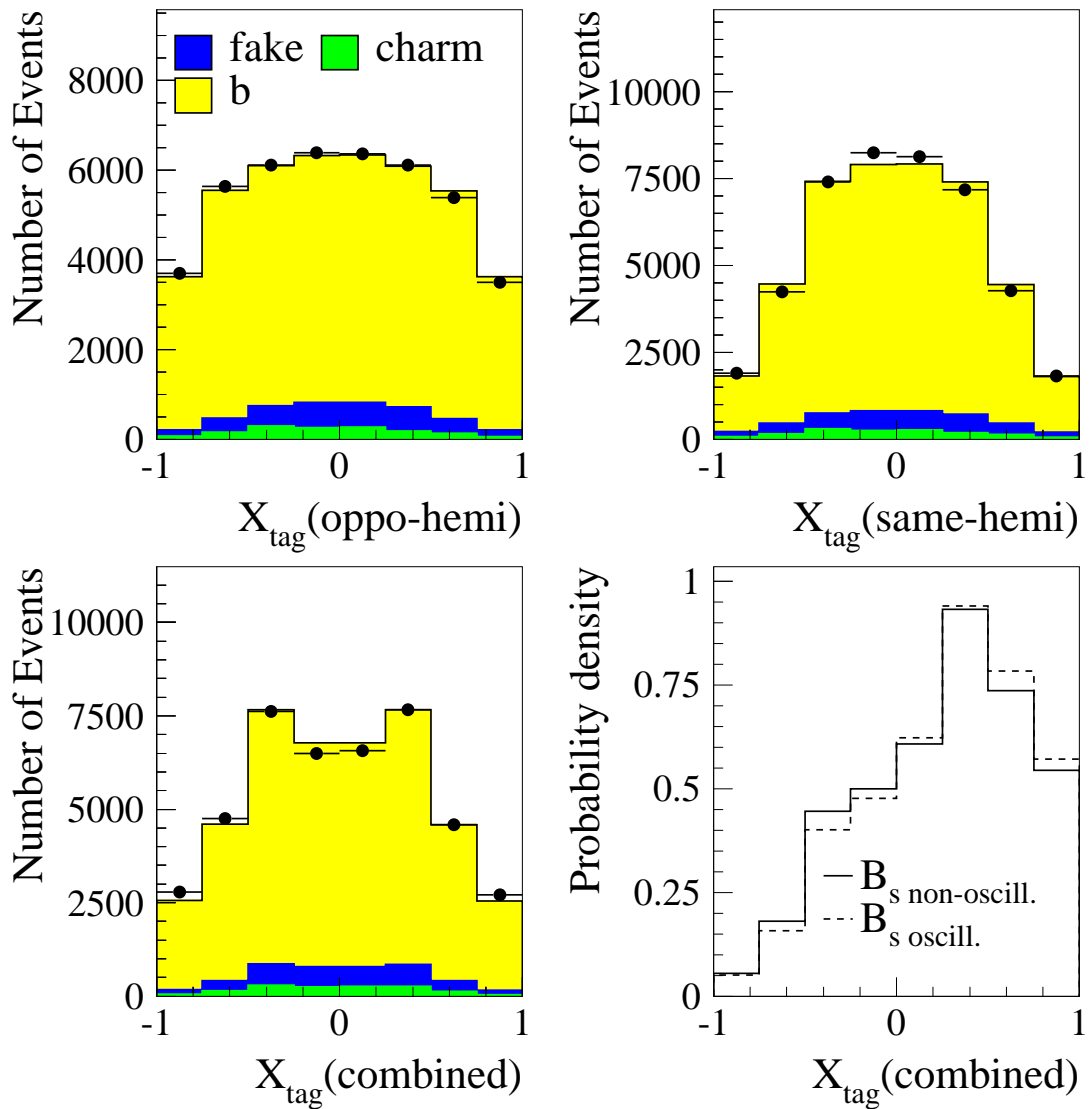 Number of Events
fake charm
b
8000
6000
4000
2000
0
-1 0 1
X_tag(oppo-hemi)
Number of Events
10000
7500
5000
2500
0
-1 0 1
X_tag(same-hemi)
Number of Events
10000
7500
5000
2500
0
-1 0 1
X_tag(combined)
Probability density
1
0.75
0.5
0.25
0
B_s non-oscill.
B_s oscill.
-1 0 1
X_tag(combined)